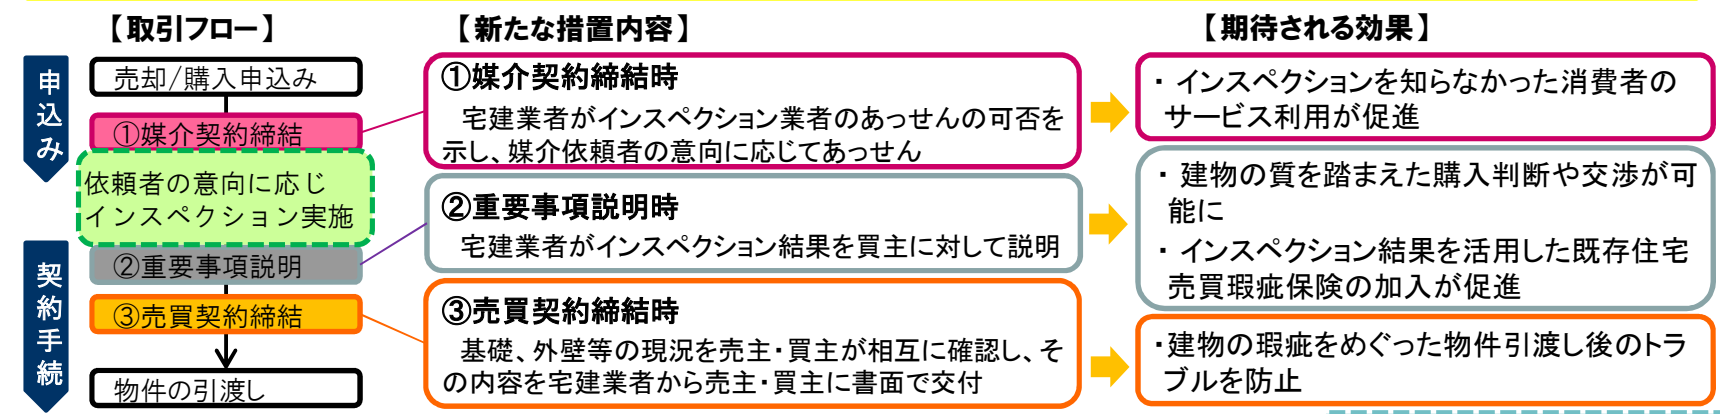 【取引フロー】
【新たな措置内容】
【期待される効果】
申込み
売却/購入申込み
①媒介契約締結
依頼者の意向に応じ
インスペクション実施
契約手続
②重要事項説明
③売買契約締結
物件の引渡し
①媒介契約締結時
宅建業者がインスペクション業者のあっせんの可否を
示し、媒介依頼者の意向に応じてあっせん
②重要事項説明時
宅建業者がインスペクション結果を買主に対して説明
③売買契約締結時
基礎、外壁等の現況を売主・買主が相互に確認し、そ
の内容を宅建業者から売主・買主に書面で交付
・ インスペクションを知らなかった消費者の
サービス利用が促進
・ 建物の質を踏まえた購入判断や交渉が可
能に
・ インスペクション結果を活用した既存住宅
売買瑕疵保険の加入が促進
・建物の瑕疵をめぐった物件引渡し後のトラ
ブルを防止